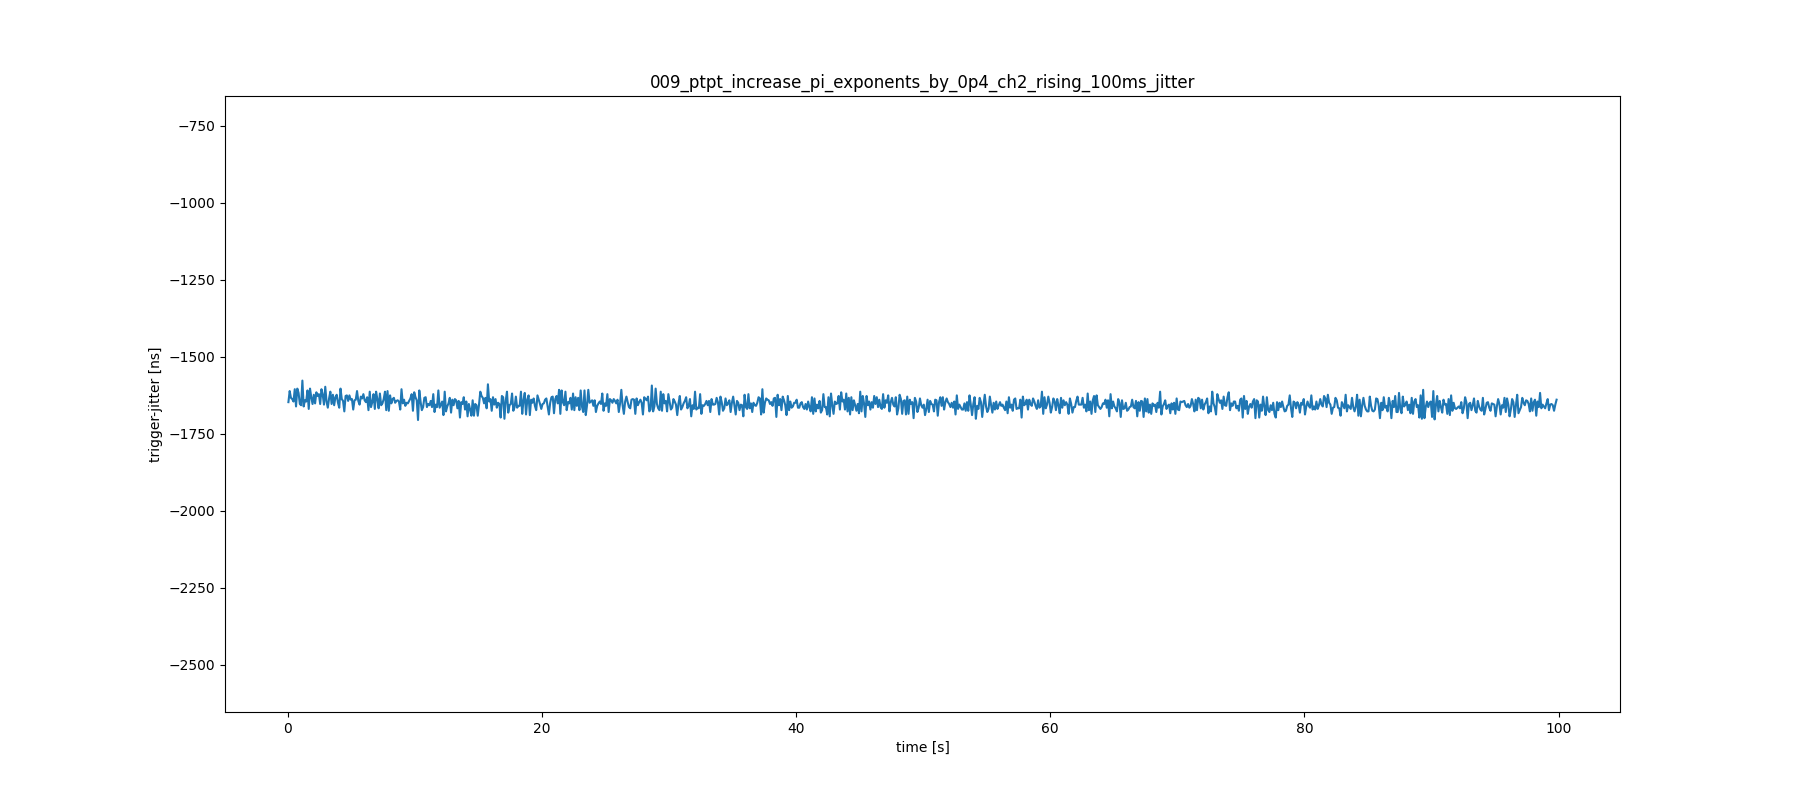 009_ptpt_increase_pi_exponents_by_0p4_ch2_rising_100ms_jitter
−750
−1000
−1250
−1500
−1750
−2000
−2250
−2500
trigger-jitter [ns]
0 20 40 60 80 100
time [s]